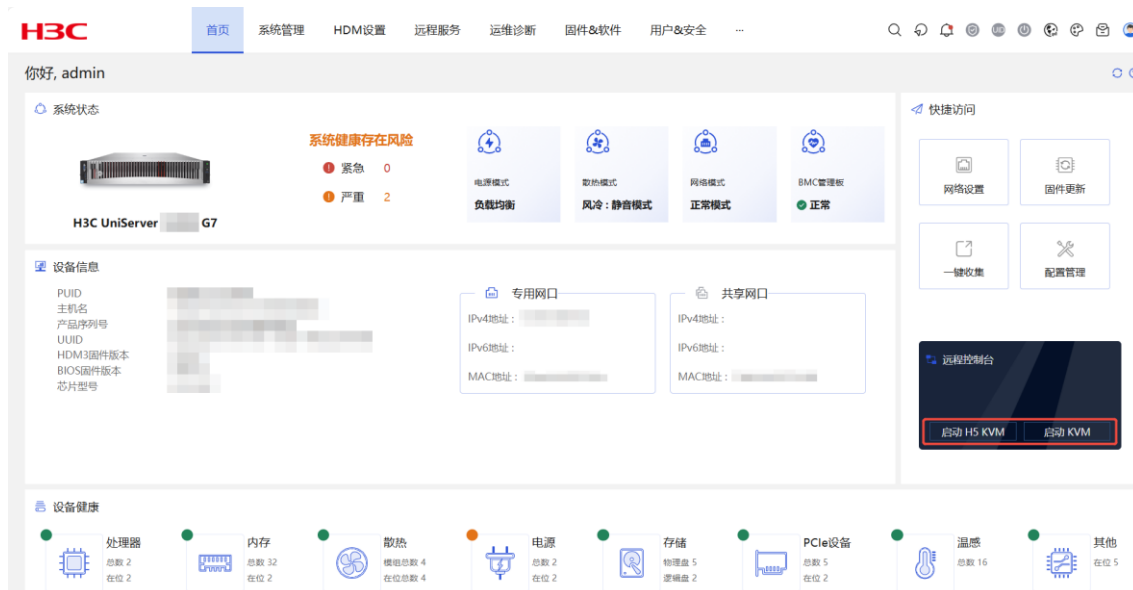 H3C
首页 系统管理 HDM设置 远程服务 运维诊断 固件&软件 用户&安全 ...
UID
你好, admin
系统状态
系统健康存在风险
紧急 0
严重 2
H3C UniServer G7
电源模式
负载均衡
散热模式
风冷：静音模式
网络模式
正常模式
BMC管理板
正常
快捷访问
网络设置
固件更新
一键收集
配置管理
设备信息
PUID
主机名
产品序列号
UUID
HDM3固件版本
BIOS固件版本
芯片型号
专用网口
IPv4地址：
IPv6地址：
MAC地址：
共享网口
IPv4地址：
IPv6地址：
MAC地址：
远程控制台
启动 H5 KVM
启动 KVM
设备健康
处理器
总数 2
在位 2
内存
总数 32
在位 2
散热
模组总数 4
在位总数 4
电源
总数 2
在位 2
存储
物理盘 5
逻辑盘 2
PCIe设备
总数 5
在位 2
温感
总数 16
其他
在位 5